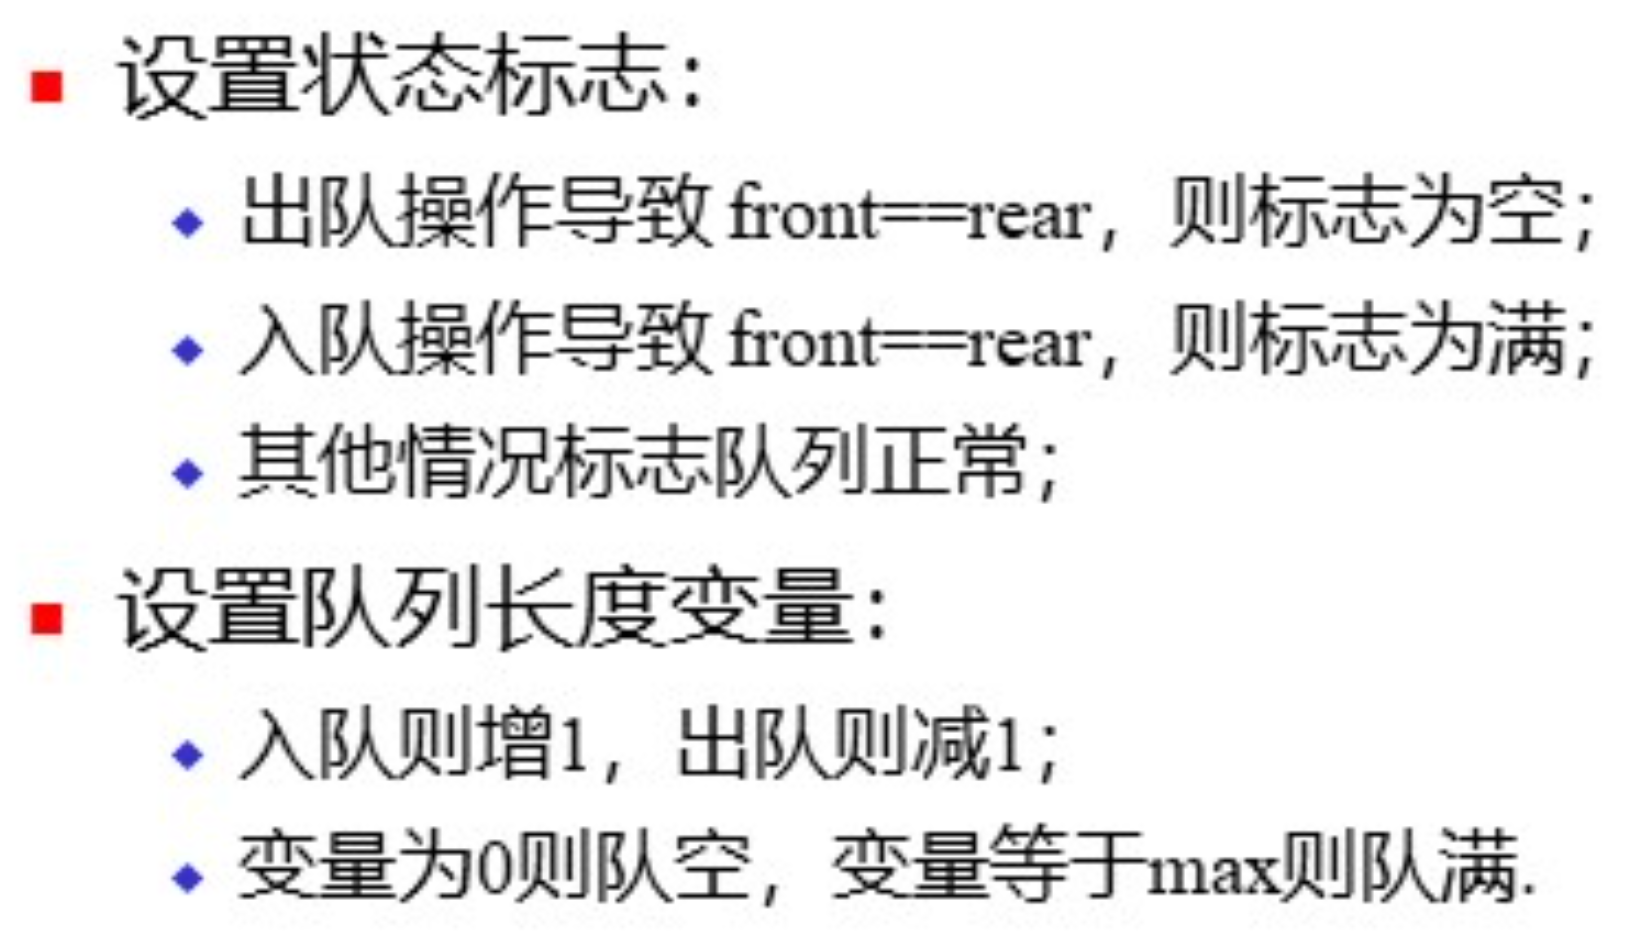 设置状态标志：
出队操作导致 front==rear，则标志为空；
入队操作导致 front==rear，则标志为满；
其他情况标志队列正常；
设置队列长度变量：
入队则增1，出队则减1；
变量为0则队空，变量等于max则队满.